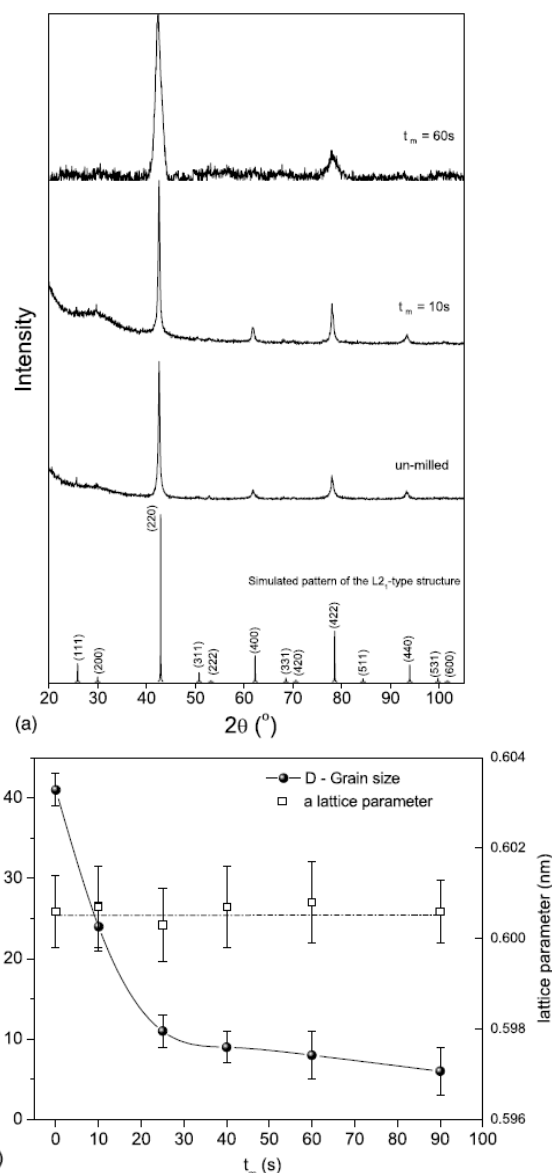 t m = 60s
t m = 10s
un-milled
Intensity
(220)
Simulated pattern of the L2₁-type structure
(111)
(200)
(311)
(222)
(400)
(331)
(420)
(422)
(511)
(440)
(531)
(600)
20 30 40 50 60 70 80 90 100
(a)
2θ (°)
D - Grain size
a lattice parameter
40
30
20
10
0
0.604
0.602
0.600
0.598
0.596
lattice parameter (nm)
0 10 20 30 40 50 60 70 80 90 100
(s)